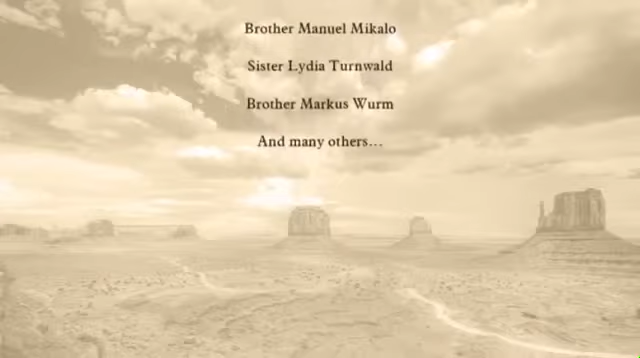 Brother Manuel Mikalo
Sister Lydia Turnwald
Brother Markus Wurm
And many others...